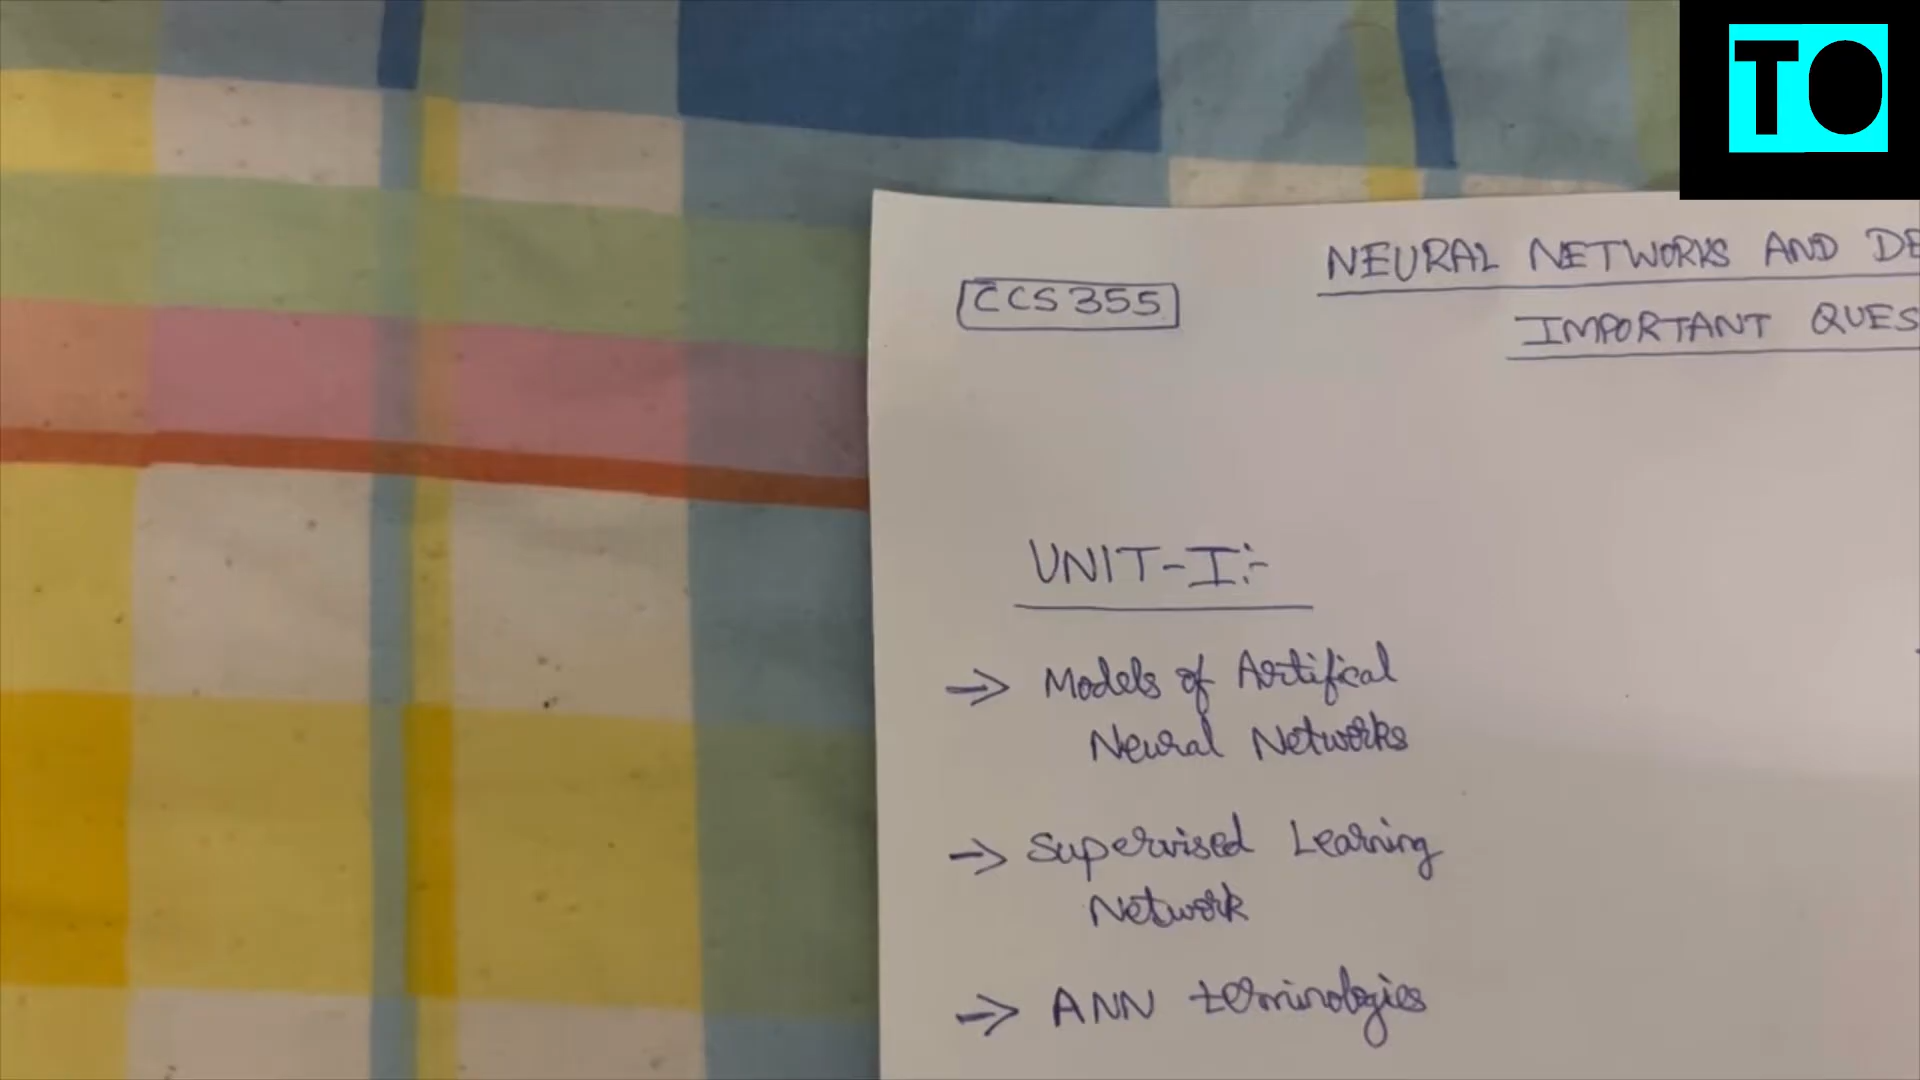 TO
NEURAL NETWORKS AND DE
CCS355
IMPORTANT QUES
UNIT-I:-
→ Models of Artifical
Neural Networks
→ Supervised Learning
Network
→ ANN terminologies